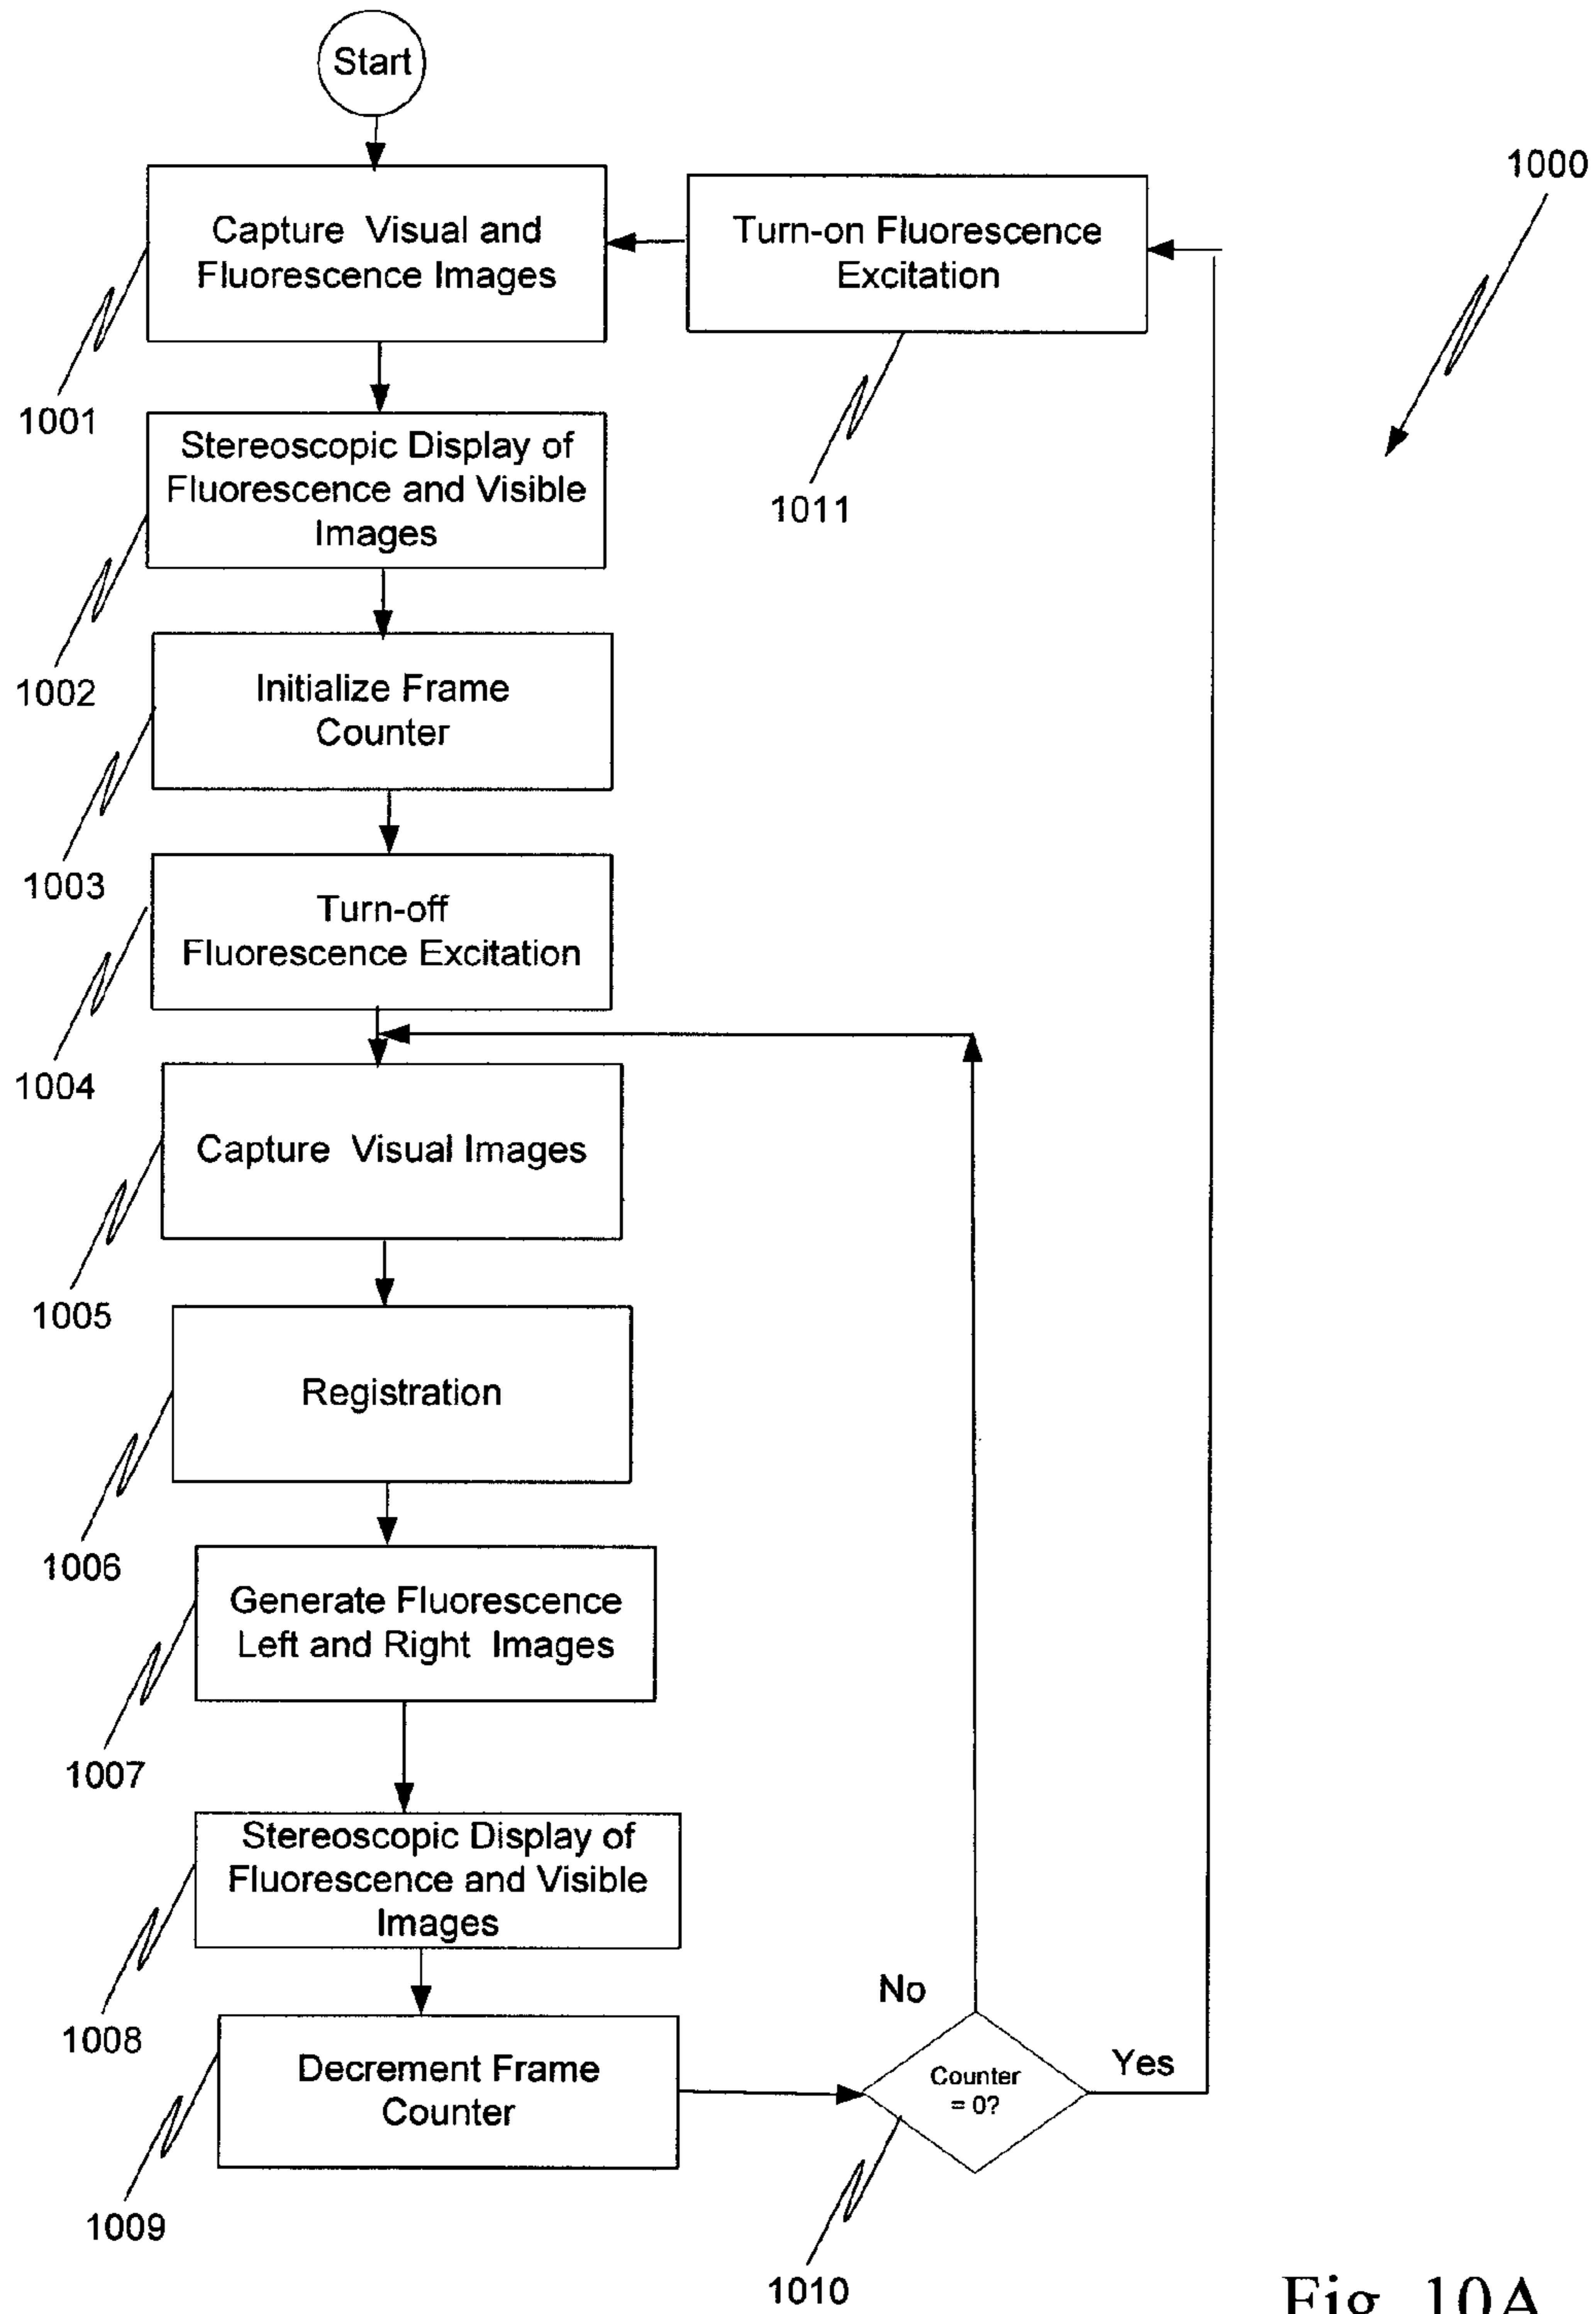 Start
1000
Capture Visual and
Fluorescence Images
1001
Turn-on Fluorescence
Excitation
1011
Stereoscopic Display of
Fluorescence and Visible
Images
1002
Initialize Frame
Counter
1003
Turn-off
Fluorescence Excitation
1004
Capture Visual Images
1005
Registration
1006
Generate Fluorescence
Left and Right Images
1007
Stereoscopic Display of
Fluorescence and Visible
Images
1008
Decrement Frame
Counter
1009
No
Counter
= 0?
Yes
1010
Fig. 10A